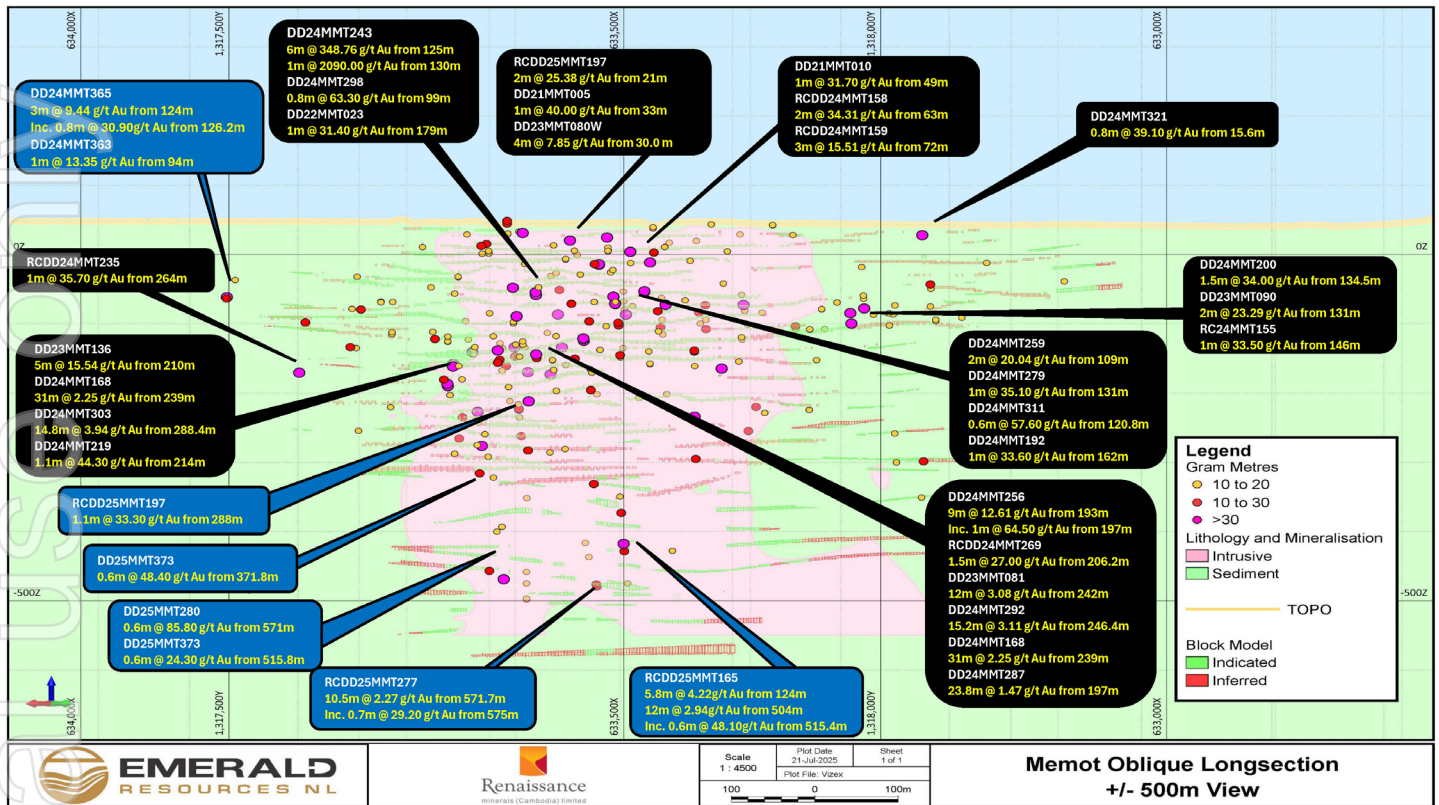 634,000X
1,317,500Y
633,500X
1,318,000Y
633,000X
DD24MMT243
6m @ 348.76 g/t Au from 125m
1m @ 2090.00 g/t Au from 130m
DD24MMT298
0.8m @ 63.30 g/t Au from 99m
DD22MMT023
1m @ 31.40 g/t Au from 179m
RCDD25MMT197
2m @ 25.38 g/t Au from 21m
DD21MMT005
1m @ 40.00 g/t Au from 33m
DD23MMT080W
4m @ 7.85 g/t Au from 30.0 m
DD21MMT010
1m @ 31.70 g/t Au from 49m
RCDD24MMT158
2m @ 34.31 g/t Au from 63m
RCDD24MMT159
3m @ 15.51 g/t Au from 72m
DD24MMT321
0.8m @ 39.10 g/t Au from 15.6m
DD24MMT365
3m @ 9.44 g/t Au from 124m
Inc. 0.8m @ 30.90g/t Au from 126.2m
DD24MMT363
1m @ 13.35 g/t Au from 94m
0Z
0Z
RCDD24MMT235
1m @ 35.70 g/t Au from 264m
DD24MMT200
1.5m @ 34.00 g/t Au from 134.5m
DD23MMT090
2m @ 23.29 g/t Au from 131m
RC24MMT155
1m @ 33.50 g/t Au from 146m
DD23MMT136
5m @ 15.54 g/t Au from 210m
DD24MMT168
31m @ 2.25 g/t Au from 239m
DD24MMT303
14.8m @ 3.94 g/t Au from 288.4m
DD24MMT219
1.1m @ 44.30 g/t Au from 214m
DD24MMT259
2m @ 20.04 g/t Au from 109m
DD24MMT279
1m @ 35.10 g/t Au from 131m
DD24MMT311
0.6m @ 57.60 g/t Au from 120.8m
DD24MMT192
1m @ 33.60 g/t Au from 162m
RCDD25MMT197
1.1m @ 33.30 g/t Au from 288m
DD25MMT373
0.6m @ 48.40 g/t Au from 371.8m
DD25MMT280
0.6m @ 85.80 g/t Au from 571m
DD25MMT373
0.6m @ 24.30 g/t Au from 515.8m
RCDD25MMT277
10.5m @ 2.27 g/t Au from 571.7m
Inc. 0.7m @ 29.20 g/t Au from 575m
RCDD25MMT165
5.8m @ 4.22g/t Au from 124m
12m @ 2.94g/t Au from 504m
Inc. 0.6m @ 48.10g/t Au from 515.4m
DD24MMT256
9m @ 12.61 g/t Au from 193m
Inc. 1m @ 64.50 g/t Au from 197m
RCDD24MMT269
1.5m @ 27.00 g/t Au from 206.2m
DD23MMT081
12m @ 3.08 g/t Au from 242m
DD24MMT292
15.2m @ 3.11 g/t Au from 246.4m
DD24MMT168
31m @ 2.25 g/t Au from 239m
DD24MMT287
23.8m @ 1.47 g/t Au from 197m
Legend
Gram Metres
10 to 20
10 to 30
>30
Lithology and Mineralisation
Intrusive
Sediment
TOPO
Block Model
Indicated
Inferred
-500Z
-500Z
634,000X
1,317,500Y
633,500X
1,318,000Y
633,000X
EMERALD
RESOURCES NL
Renaissance
minerals (Cambodia) limited
Scale
1 : 4500
Plot Date
21-Jul-2025
Sheet
1 of 1
Plot File: Vizex
100 0 100m
Memot Oblique Longsection
+/- 500m View